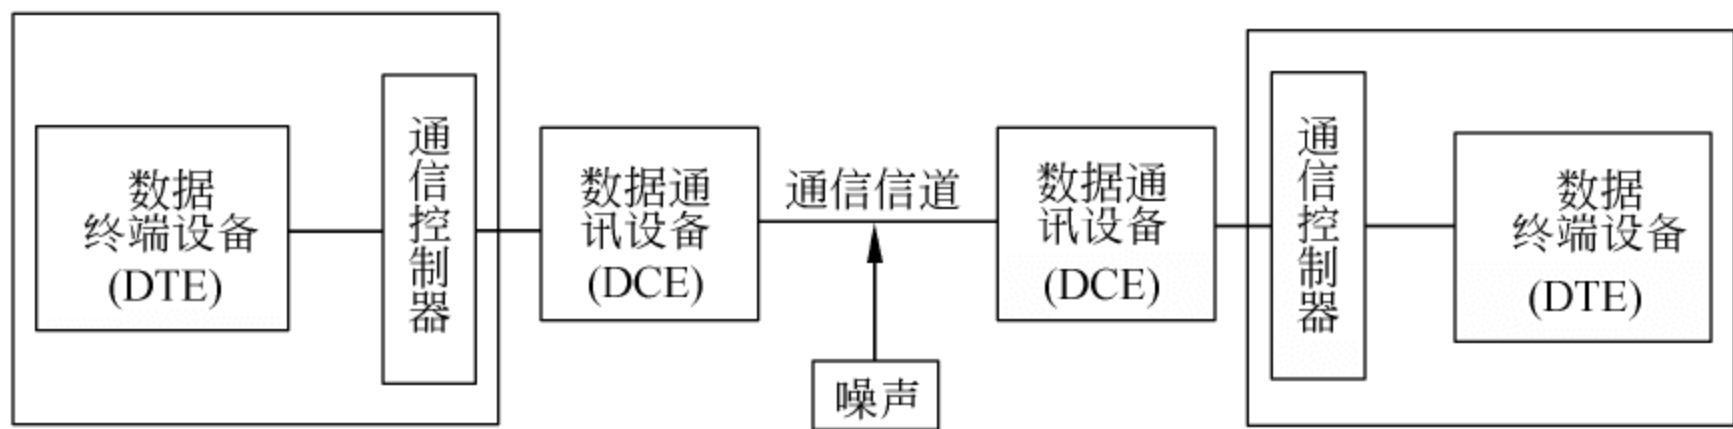 数据
终端设备
(DTE)
通信控制器
数据通
讯设备
(DCE)
通信信道
噪声
数据通
讯设备
(DCE)
通信控制器
数据
终端设备
(DTE)